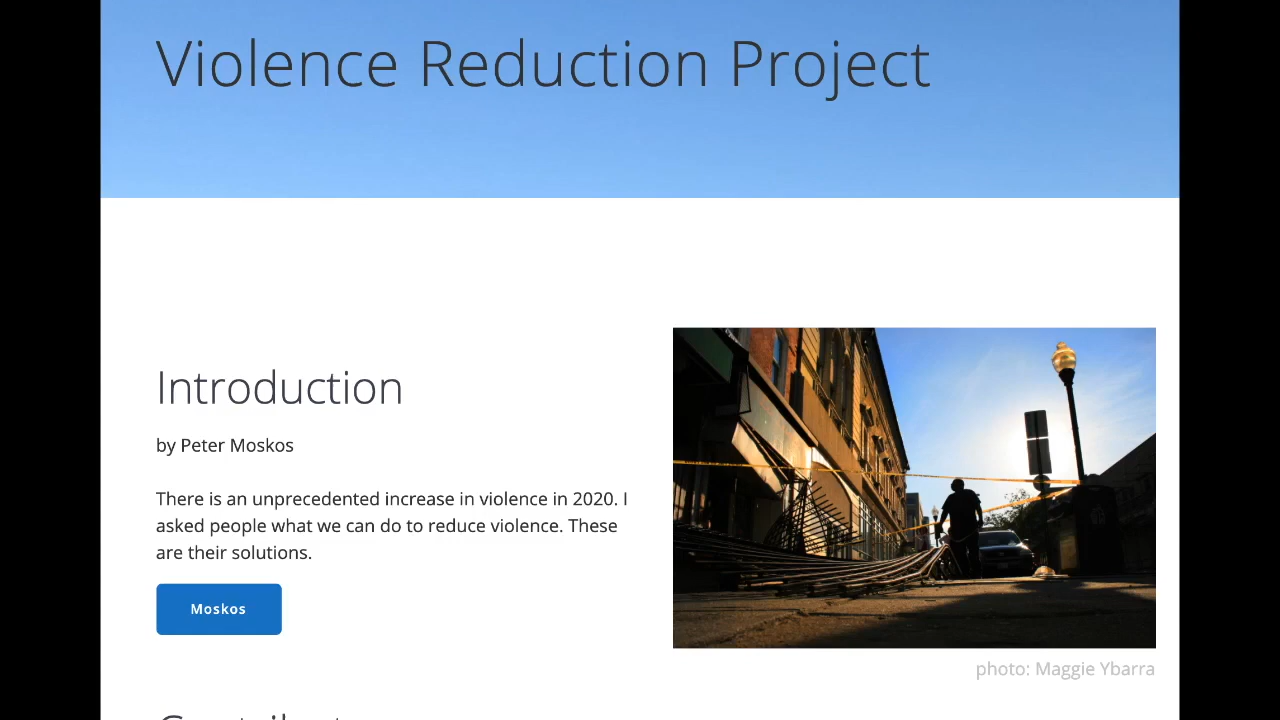 Violence Reduction Project
Introduction
by Peter Moskos
There is an unprecedented increase in violence in 2020. I
asked people what we can do to reduce violence. These
are their solutions.
Moskos
photo: Maggie Ybarra